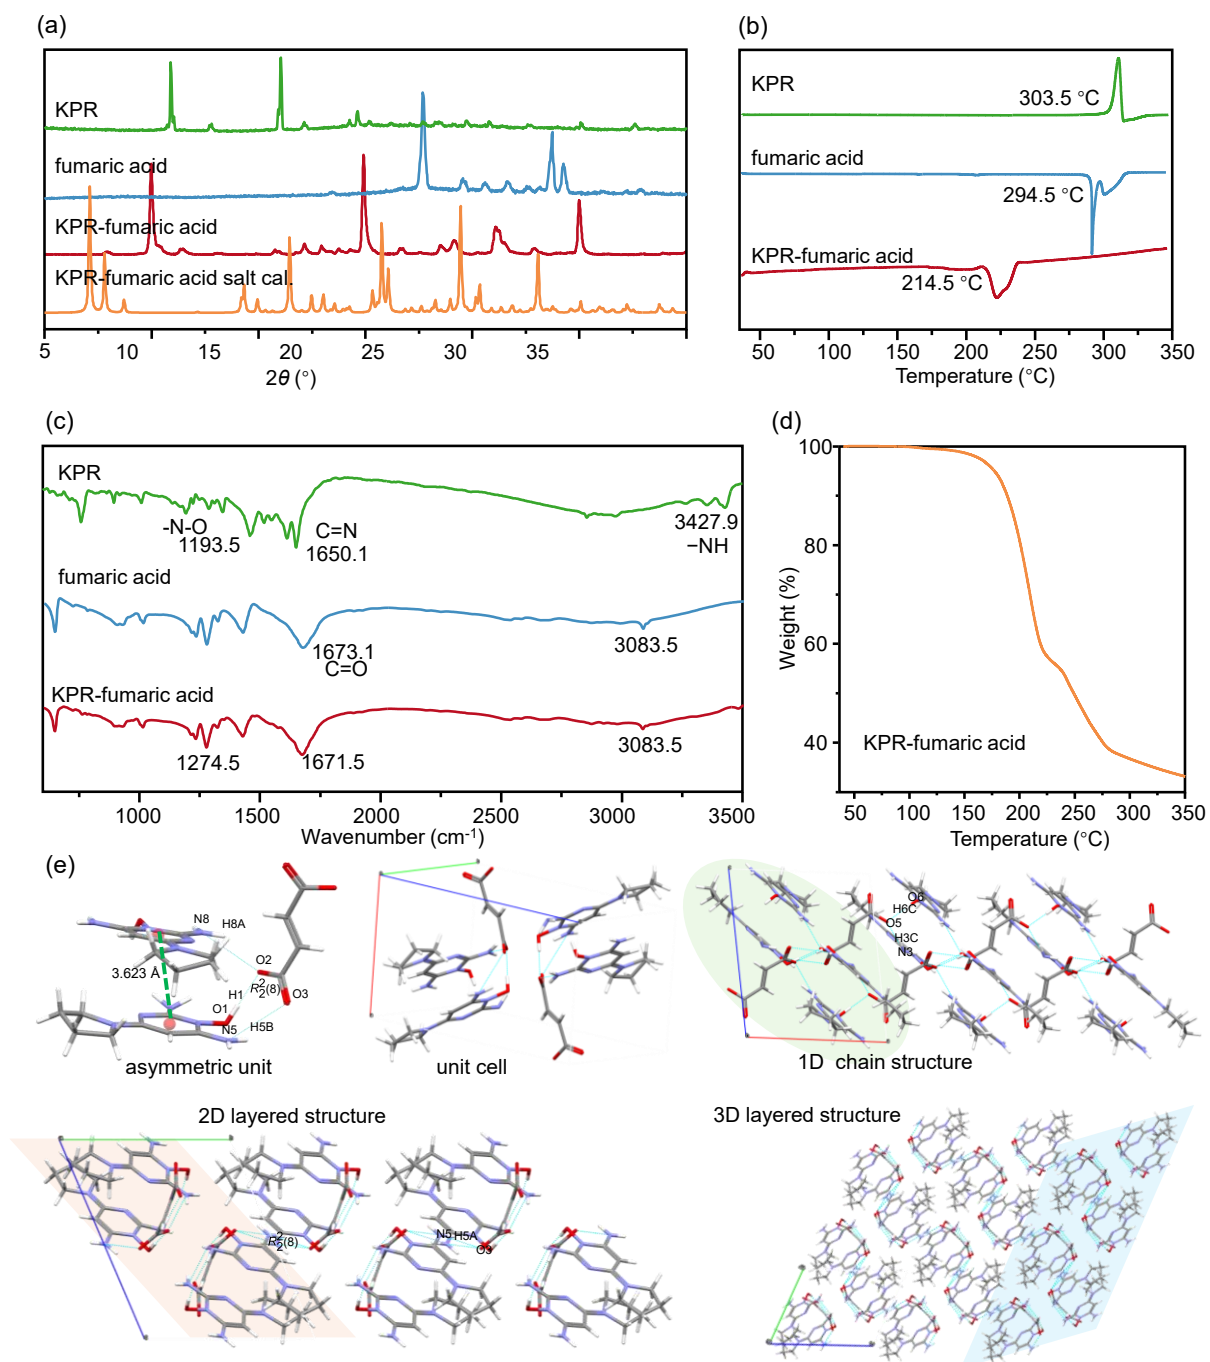 (a)
KPR
fumaric acid
KPR-fumaric acid
KPR-fumaric acid salt cal.
5 10 15 20 25 30 35
2θ (°)
(b)
KPR
303.5 °C
fumaric acid
294.5 °C
KPR-fumaric acid
214.5 °C
50 100 150 200 250 300 350
Temperature (°C)
(c)
KPR
-N-O
1193.5
C=N
1650.1
3427.9
−NH
fumaric acid
1673.1
C=O
3083.5
KPR-fumaric acid
1274.5
1671.5
3083.5
1000 1500 2000 2500 3000 3500
Wavenumber (cm⁻¹)
(d)
100
80
60
40
Weight (%)
KPR-fumaric acid
50 100 150 200 250 300 350
Temperature (°C)
(e)
N8
H8A
3.623 Å
O2
R²₂(8)
H1
O3
O1
N5
H5B
asymmetric unit
unit cell
O6
H6C
O5
H3C
N3
1D chain structure
2D layered structure
R²₂(8)
N5
H5A
O3
3D layered structure